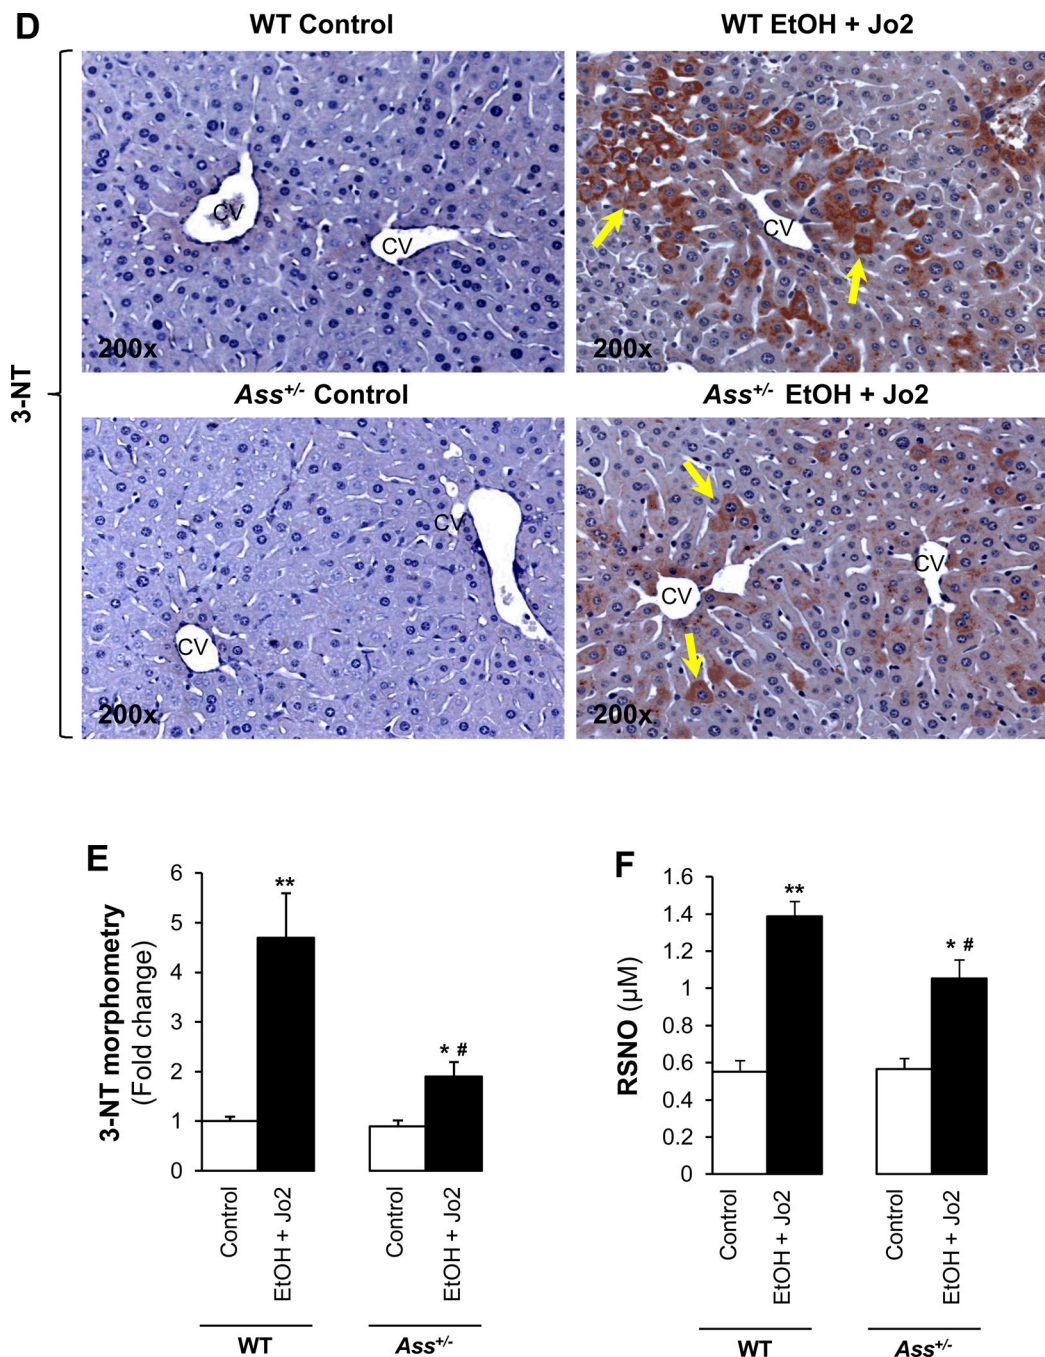 D
WT Control
WT EtOH + Jo2
3-NT
CV
CV
200x
CV
200x
Ass+/- Control
Ass+/- EtOH + Jo2
CV
CV
200x
CV
CV
200x
E
3-NT morphometry
(Fold change)
6
5
4
3
2
1
0
**
* #
Control
EtOH + Jo2
Control
EtOH + Jo2
WT
Ass+/-
F
RSNO (µM)
1.6
1.4
1.2
1
0.8
0.6
0.4
0.2
0
**
* #
Control
EtOH + Jo2
Control
EtOH + Jo2
WT
Ass+/-